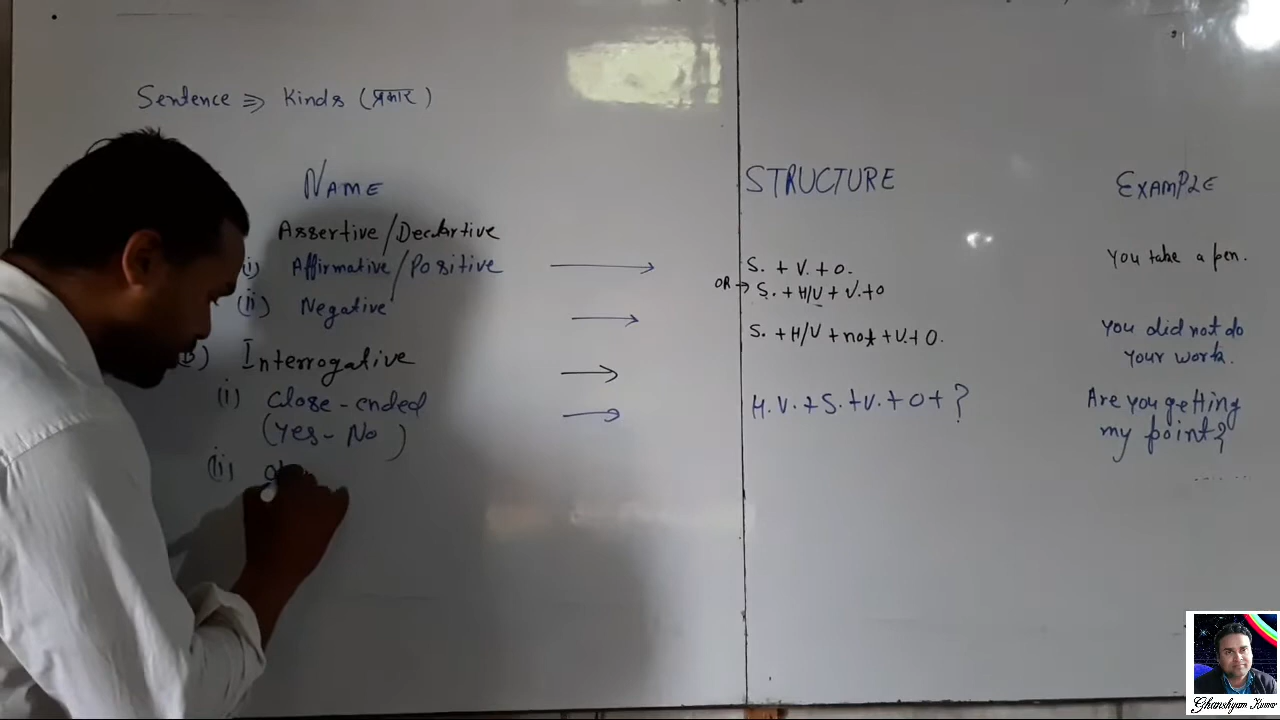 Sentence ⇒ Kinds (प्रकार)
NAME STRUCTURE EXAMPLE
Assertive/Declartive
(i) Affirmative/Positive → S. + V. + O. You take a pen.
OR → S. + H/V + V. + O
(ii) Negative → S. + H/V + not + V. + O. You did not do
your work.
B) Interrogative →
(i) Close-ended → H.V. + S. + V. + O + ? Are you getting
(Yes-No) my point?
(ii)
Ghanshyam Kumar